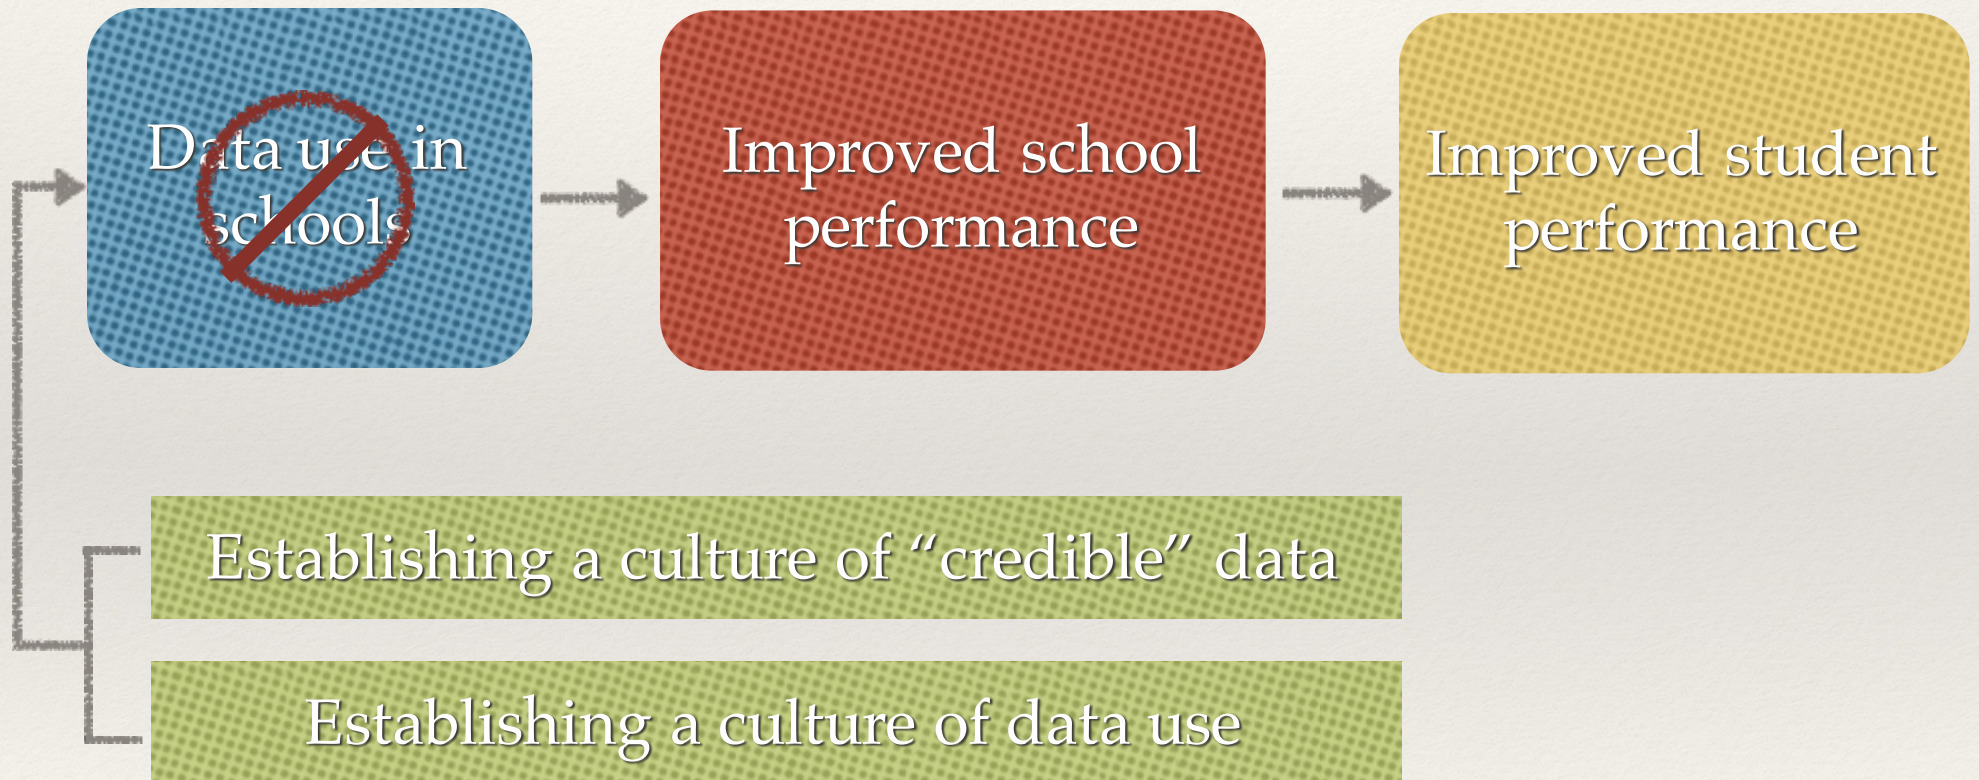 Data use in
schools
Improved school
performance
Improved student
performance
Establishing a culture of “credible” data
Establishing a culture of data use